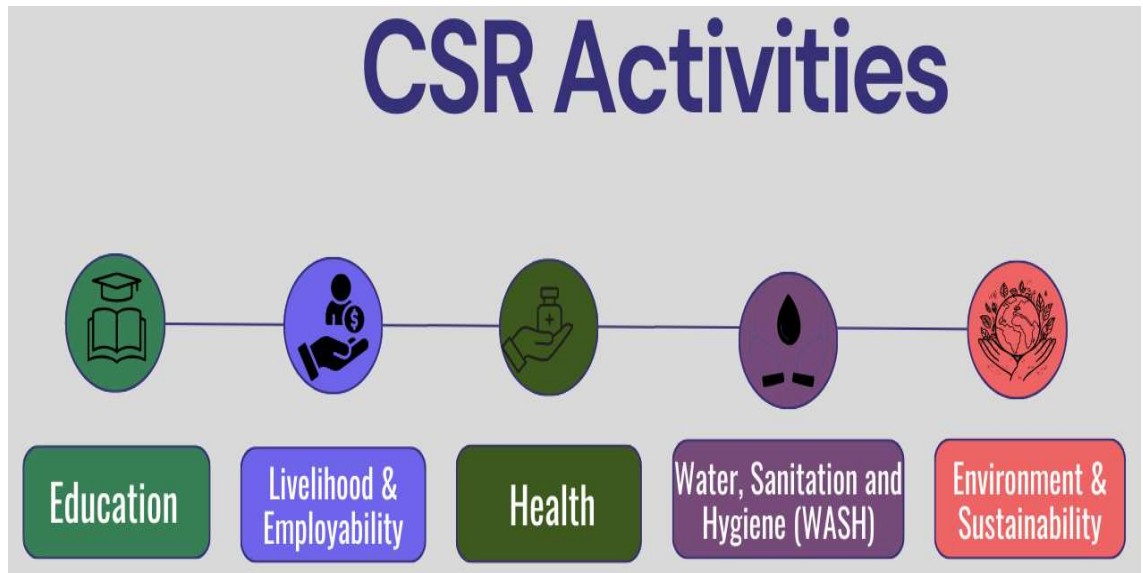 CSR Activities
Education
Livelihood &
Employability
Health
Water, Sanitation and
Hygiene (WASH)
Environment &
Sustainability